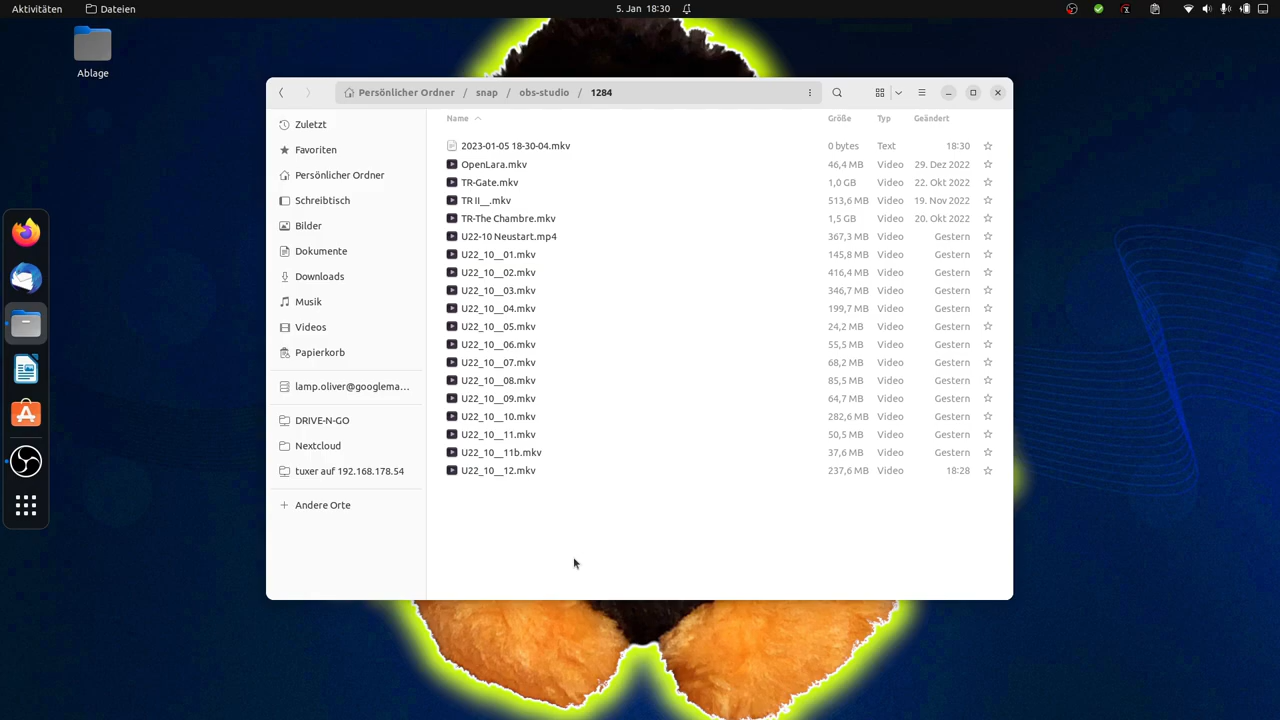 Aktivitäten Dateien 5. Jan 18:30
Ablage
Persönlicher Ordner / snap / obs-studio / 1284
Zuletzt
Favoriten
Persönlicher Ordner
Schreibtisch
Bilder
Dokumente
Downloads
Musik
Videos
Papierkorb
lamp.oliver@googlema...
DRIVE-N-GO
Nextcloud
tuxer auf 192.168.178.54
Andere Orte
Name Größe Typ Geändert
2023-01-05 18-30-04.mkv 0 bytes Text 18:30
OpenLara.mkv 46,4 MB Video 29. Dez 2022
TR-Gate.mkv 1,0 GB Video 22. Okt 2022
TR II__.mkv 513,6 MB Video 19. Nov 2022
TR-The Chambre.mkv 1,5 GB Video 20. Okt 2022
U22-10 Neustart.mp4 367,3 MB Video Gestern
U22_10__01.mkv 145,8 MB Video Gestern
U22_10__02.mkv 416,4 MB Video Gestern
U22_10__03.mkv 346,7 MB Video Gestern
U22_10__04.mkv 199,7 MB Video Gestern
U22_10__05.mkv 24,2 MB Video Gestern
U22_10__06.mkv 55,5 MB Video Gestern
U22_10__07.mkv 68,2 MB Video Gestern
U22_10__08.mkv 85,5 MB Video Gestern
U22_10__09.mkv 64,7 MB Video Gestern
U22_10__10.mkv 282,6 MB Video Gestern
U22_10__11.mkv 50,5 MB Video Gestern
U22_10__11b.mkv 37,6 MB Video Gestern
U22_10__12.mkv 237,6 MB Video 18:28